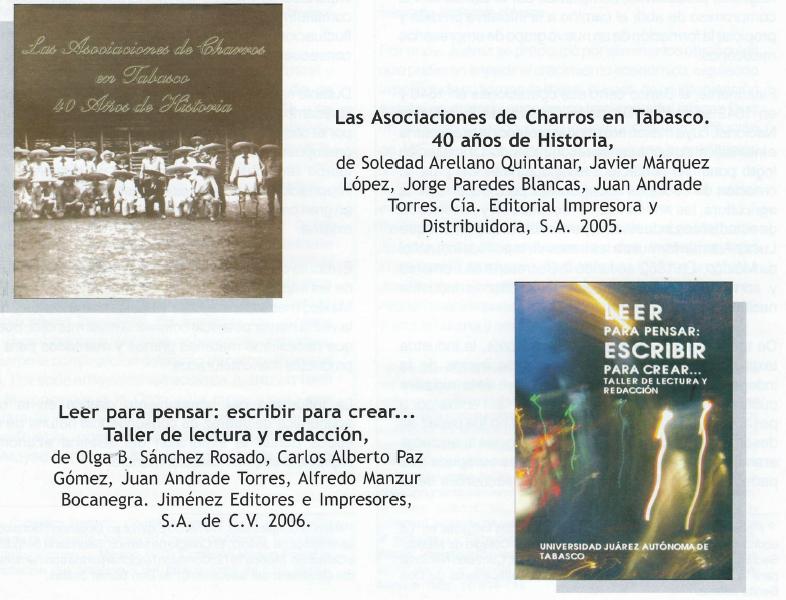 Las Asociaciones de Charros
en Tabasco
40 Años de Historia
Las Asociaciones de Charros en Tabasco.
40 años de Historia,
de Soledad Arellano Quintanar, Javier Márquez
López, Jorge Paredes Blancas, Juan Andrade
Torres. Cía. Editorial Impresora y
Distribuidora, S.A. 2005.
LEER
PARA PENSAR:
ESCRIBIR
PARA CREAR...
TALLER DE LECTURA Y
REDACCIÓN
UNIVERSIDAD JUÁREZ AUTÓNOMA DE
TABASCO
Leer para pensar: escribir para crear...
Taller de lectura y redacción,
de Olga B. Sánchez Rosado, Carlos Alberto Paz
Gómez, Juan Andrade Torres, Alfredo Manzur
Bocanegra. Jiménez Editores e Impresores,
S.A. de C.V. 2006.